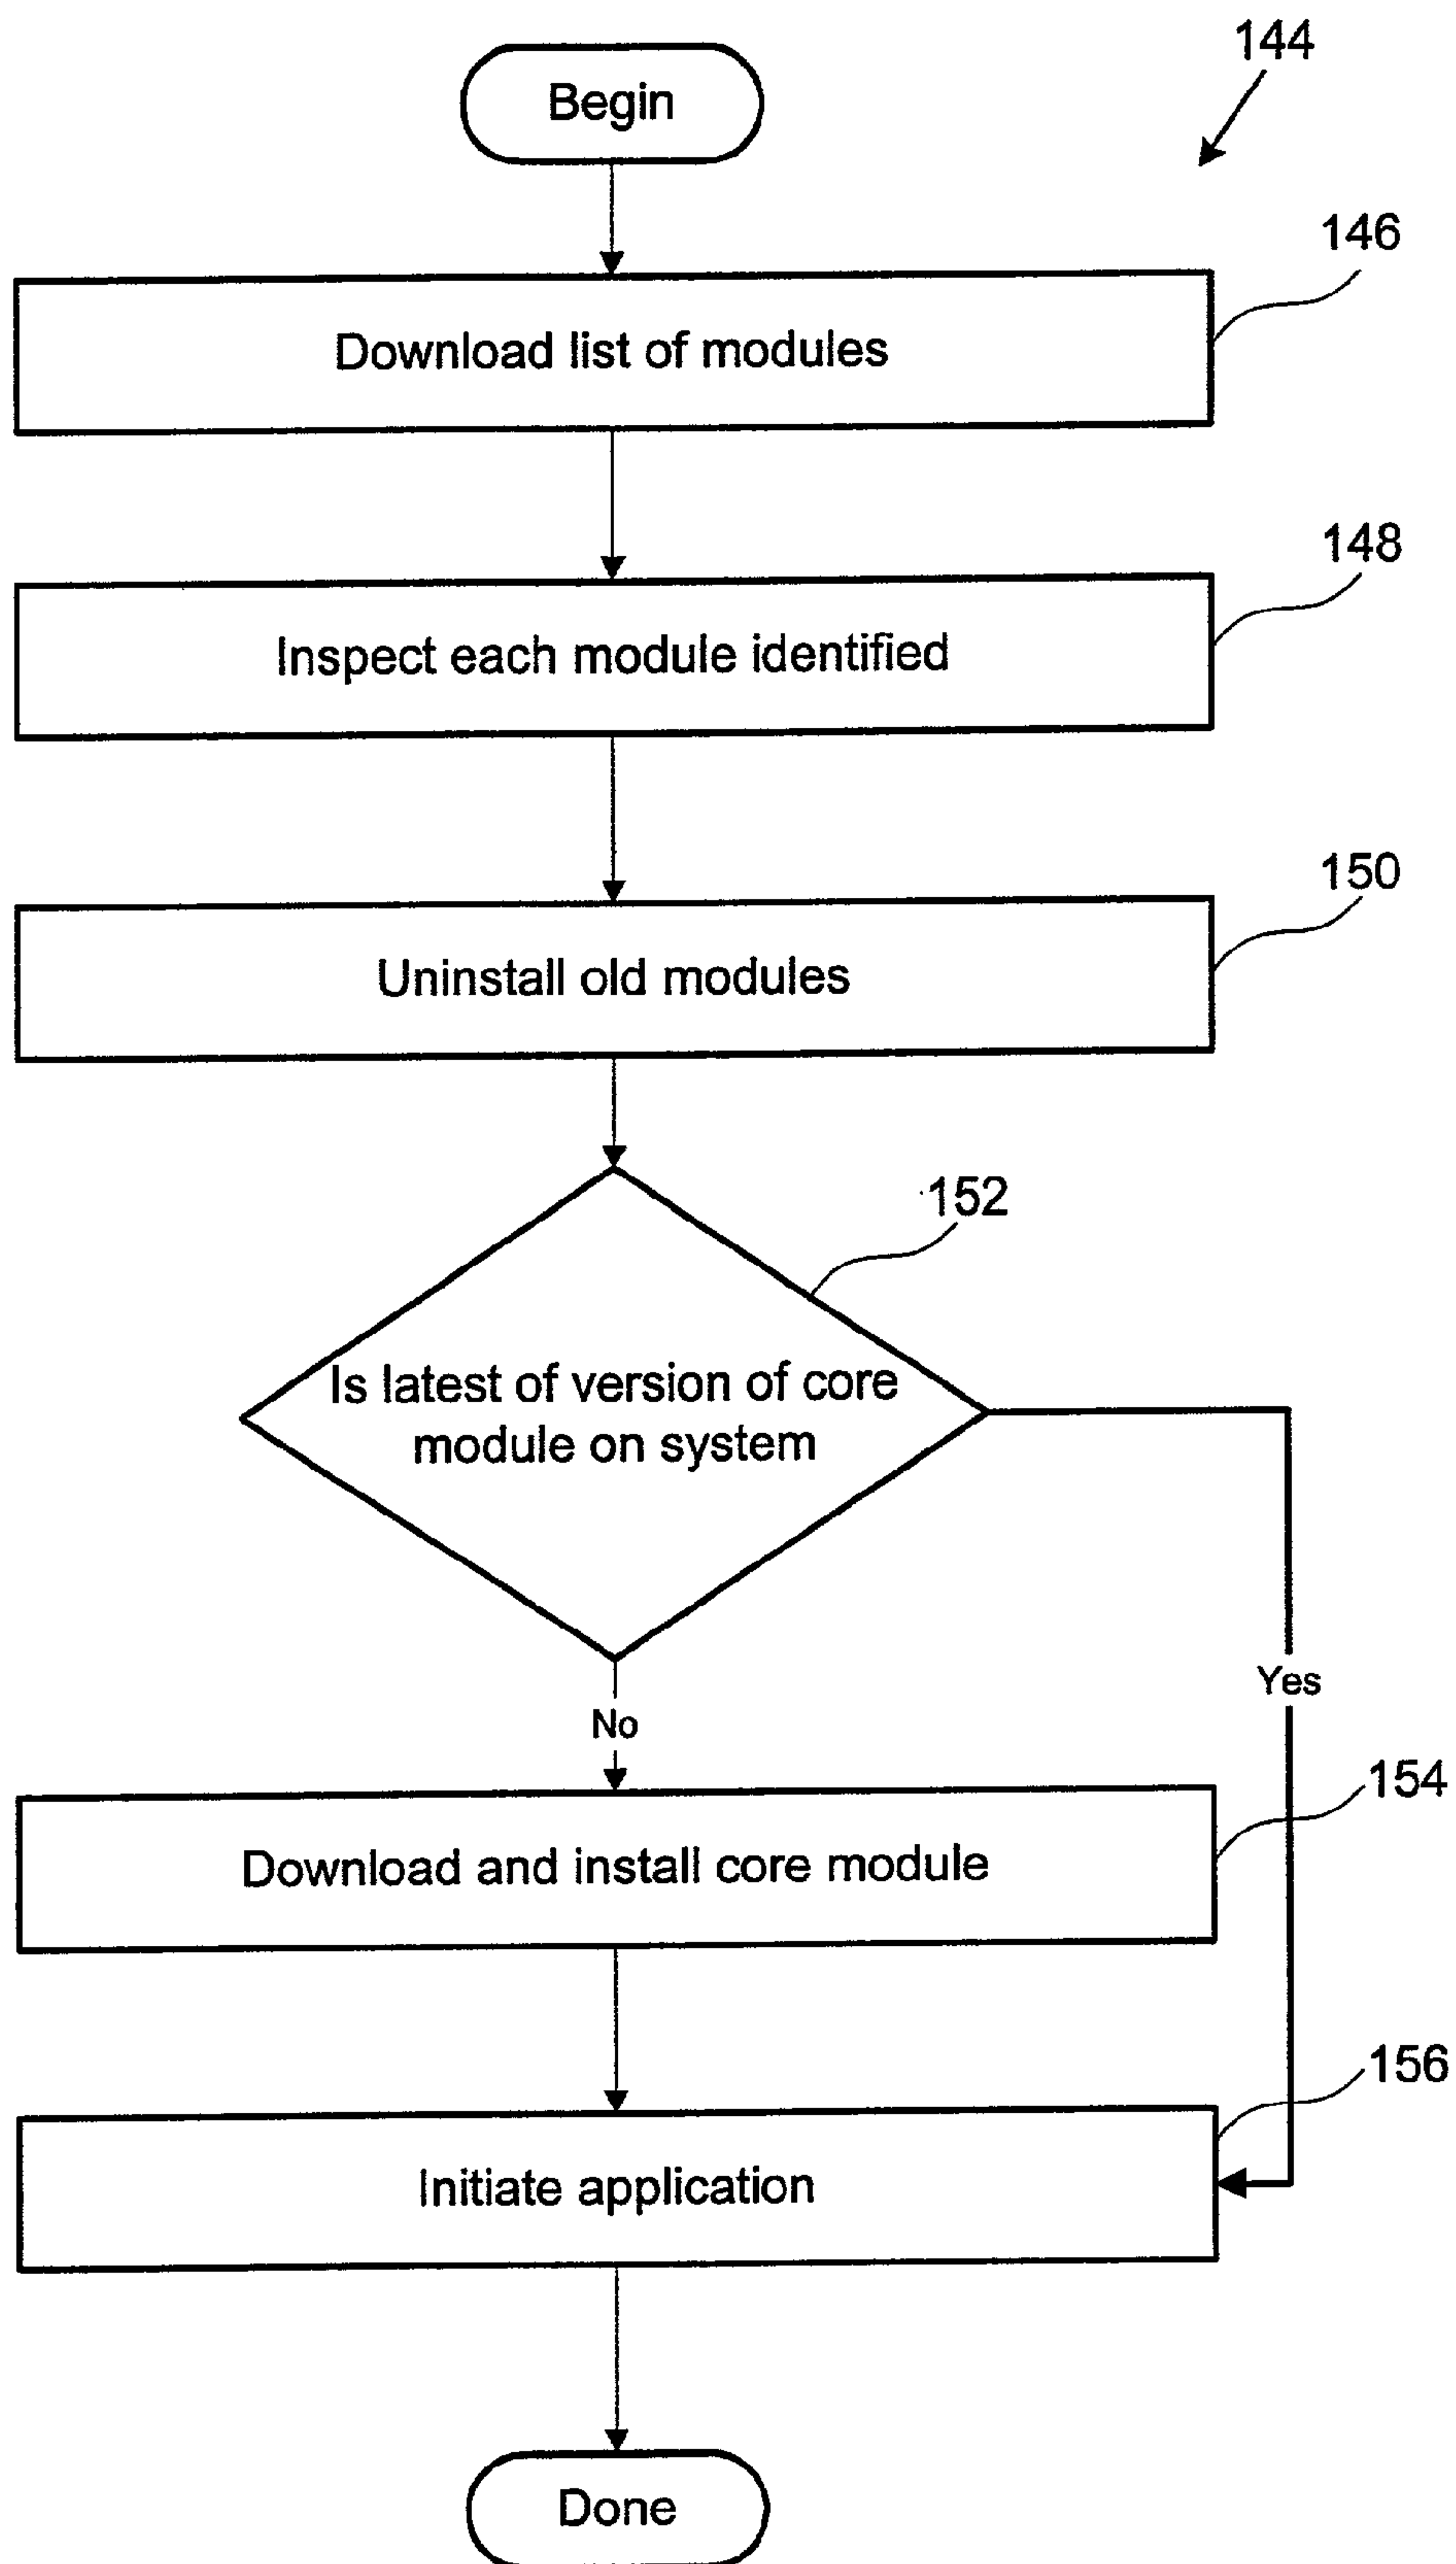 144
Begin
146
Download list of modules
148
Inspect each module identified
150
Uninstall old modules
152
Is latest of version of core
module on system
Yes
No
154
Download and install core module
156
Initiate application
Done